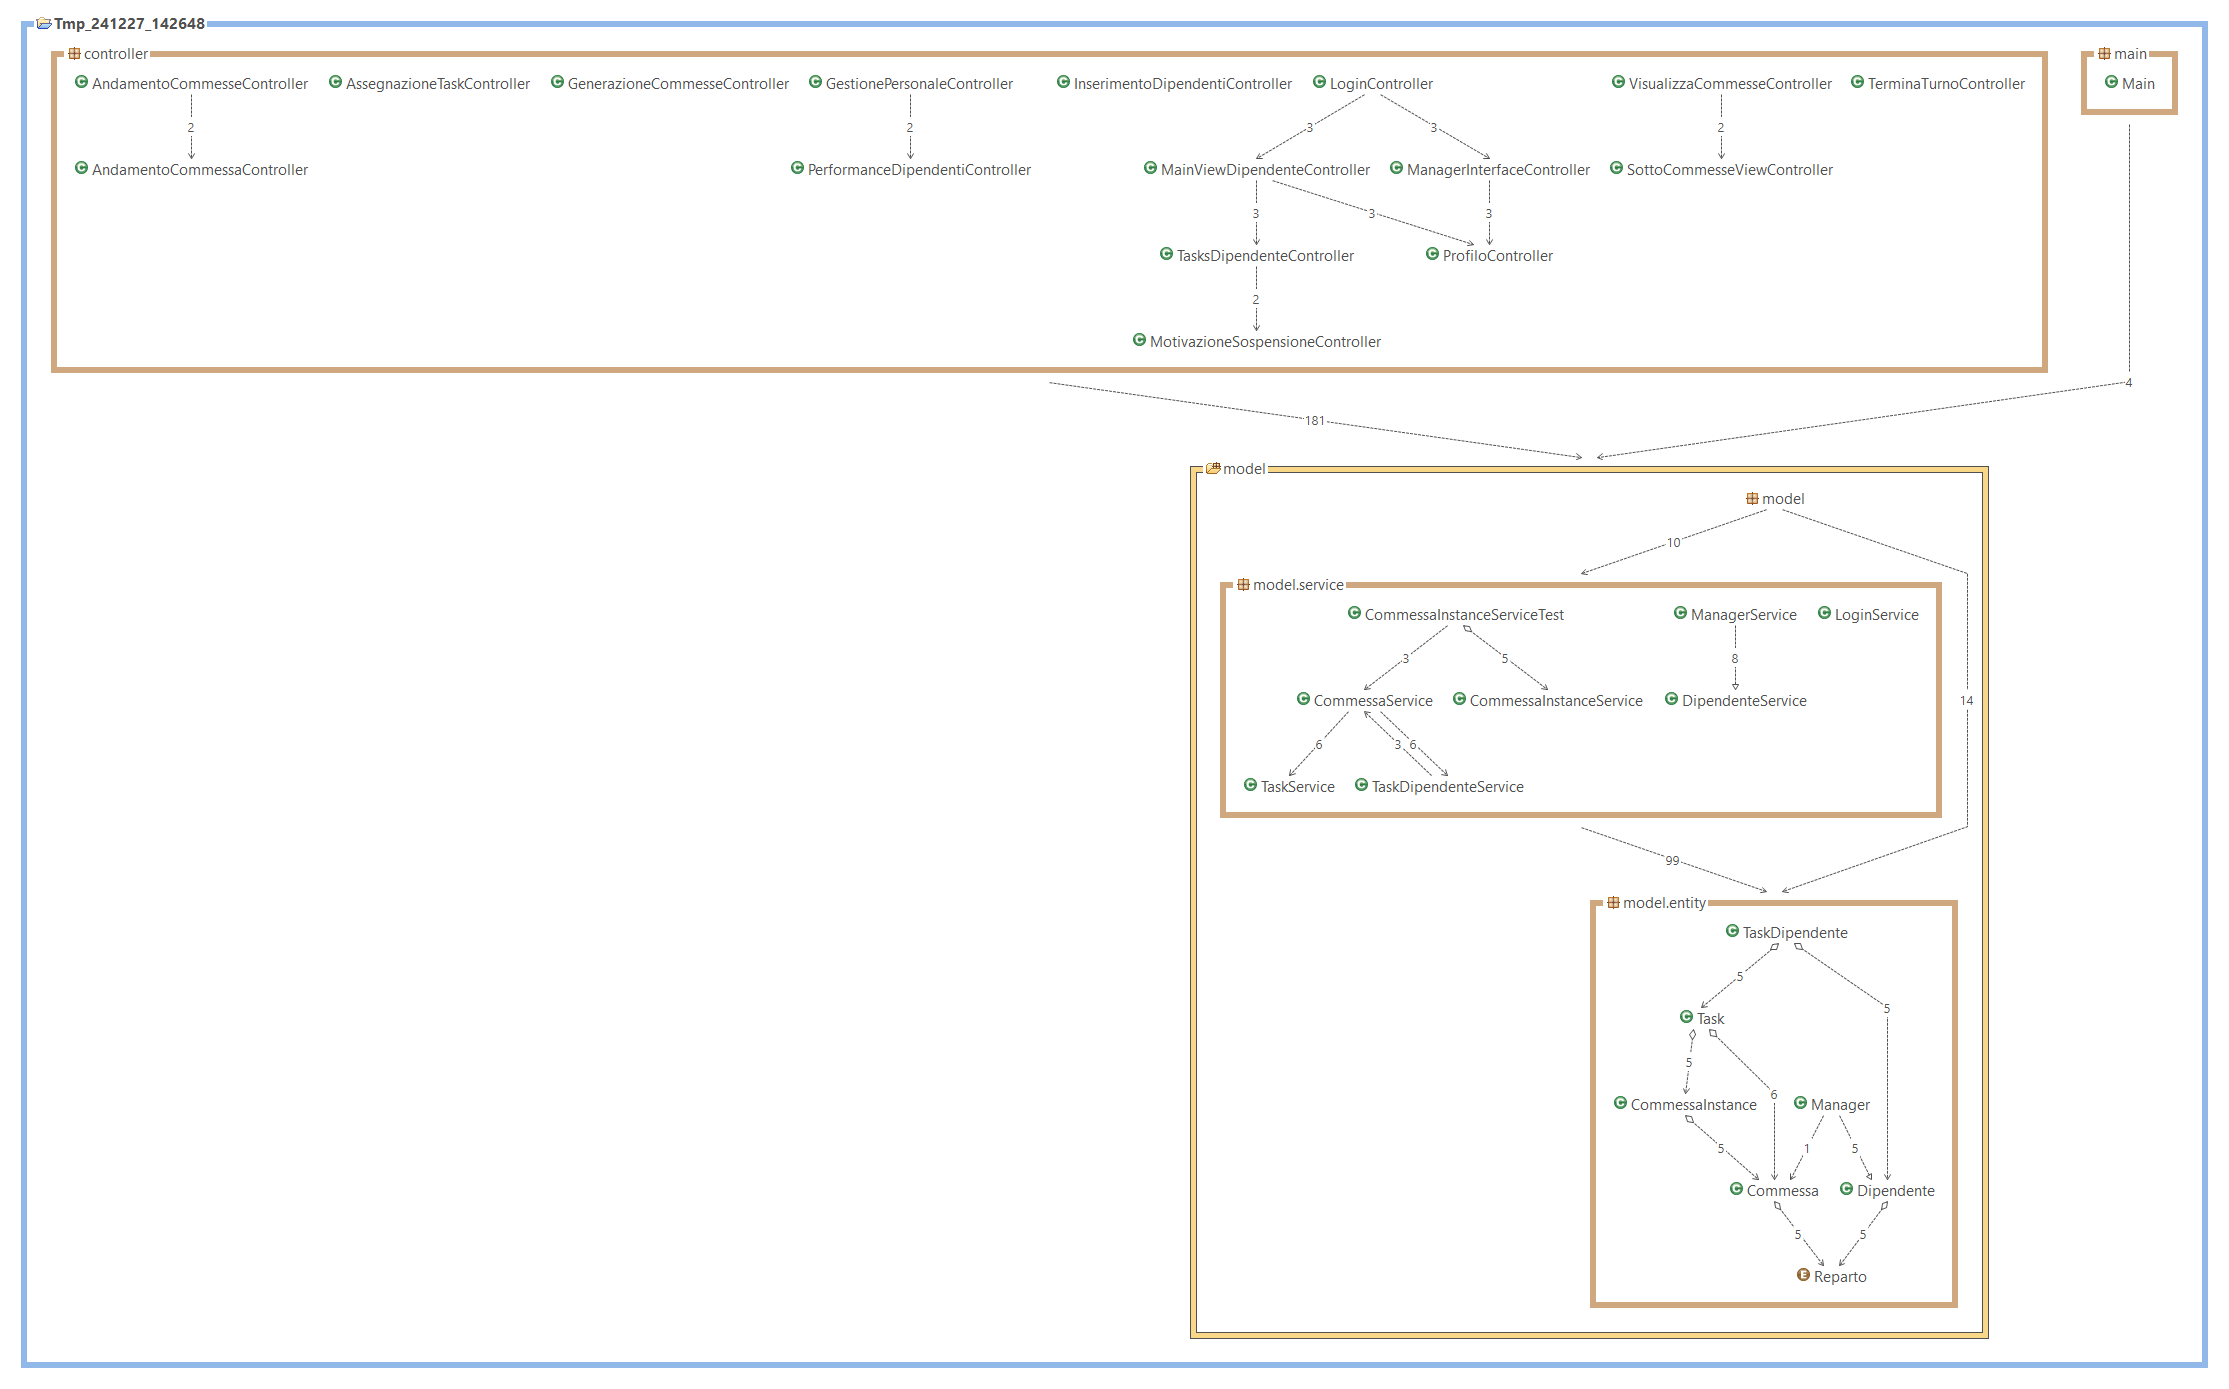 Tmp_241227_142648
controller
main
AndamentoCommesseController AssegnazioneTaskController GenerazioneCommesseController GestionePersonaleController InserimentoDipendentiController LoginController VisualizzaCommesseController TerminaTurnoController Main
2 2 3 3 2
AndamentoCommessaController PerformanceDipendentiController MainViewDipendenteController ManagerInterfaceController SottoCommesseViewController
3 3 3
TasksDipendenteController ProfiloController
2
MotivazioneSospensioneController
4
181
model
model
10
model.service
CommessaInstanceServiceTest ManagerService LoginService
3 5 8
CommessaService CommessaInstanceService DipendenteService 14
6 3 6
TaskService TaskDipendenteService
99
model.entity
TaskDipendente
5
5
Task
5
6
CommessaInstance Manager
5 1 5
Commessa Dipendente
5 5
E Reparto